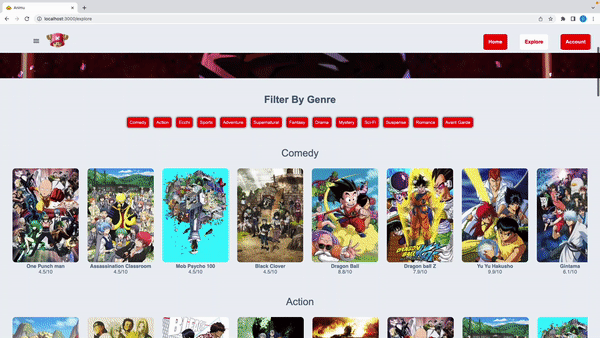 Animu
localhost:3000/explore
Home Explore Account
Filter By Genre
Comedy Action Ecchi Sports Adventure Supernatural Fantasy Drama Mystery Sci-Fi Suspense Romance Avant Garde
Comedy
One Punch man Assassination Classroom Mob Psycho 100 Black Clover Dragon Ball Dragon ball Z Yu Yu Hakusho Gintama
4.5/10 4.5/10 4.5/10 4.5/10 8.8/10 7.9/10 9.9/10 6.1/10
Action